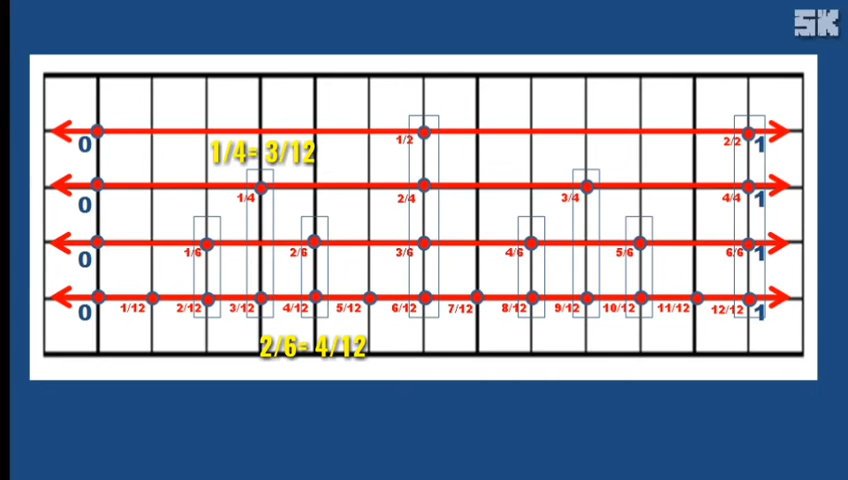 SK
0 1/2 2/2 1
1/4= 3/12
0 1/4 2/4 3/4 4/4 1
0 1/6 2/6 3/6 4/6 5/6 6/6 1
0 1/12 2/12 3/12 4/12 5/12 6/12 7/12 8/12 9/12 10/12 11/12 12/12 1
2/6= 4/12